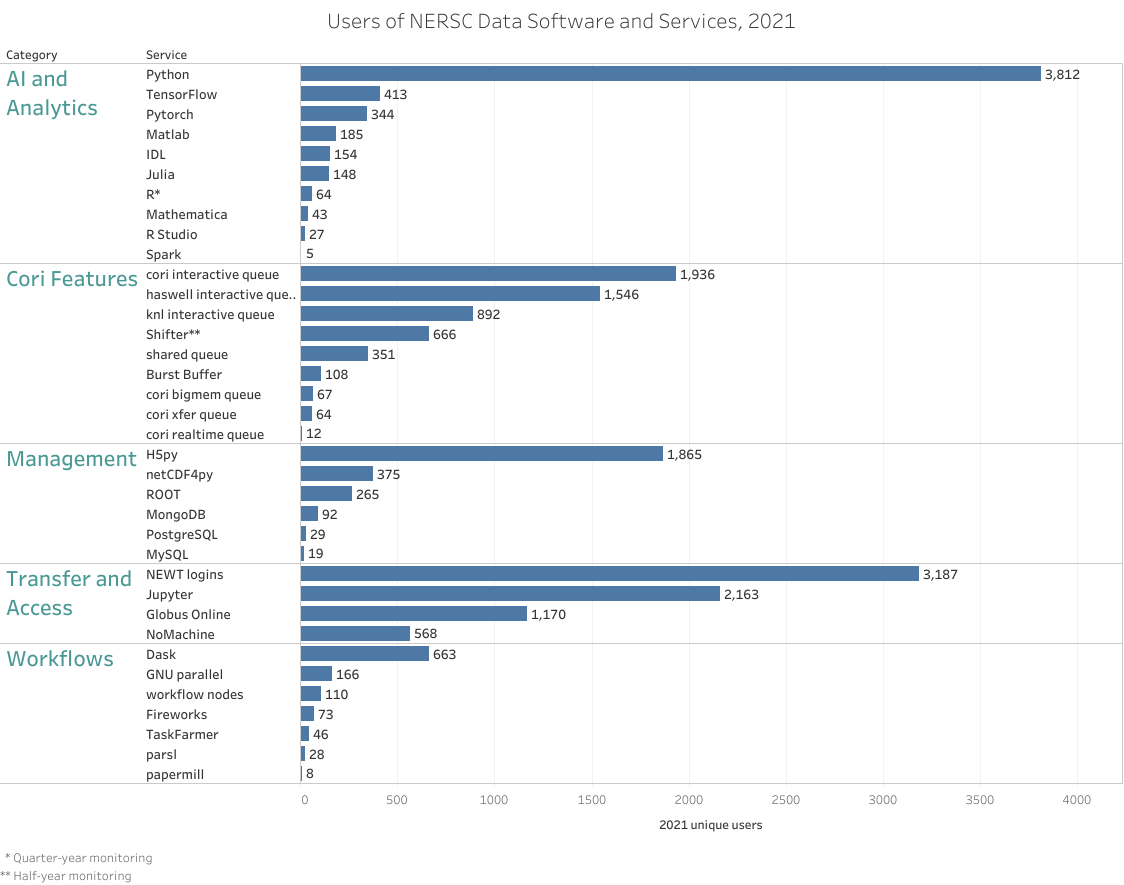 Users of NERSC Data Software and Services, 2021
Category Service
AI and Analytics
Python 3,812
TensorFlow 413
Pytorch 344
Matlab 185
IDL 154
Julia 148
R* 64
Mathematica 43
R Studio 27
Spark 5
Cori Features
cori interactive queue 1,936
haswell interactive que.. 1,546
knl interactive queue 892
Shifter** 666
shared queue 351
Burst Buffer 108
cori bigmem queue 67
cori xfer queue 64
cori realtime queue 12
Management
H5py 1,865
netCDF4py 375
ROOT 265
MongoDB 92
PostgreSQL 29
MySQL 19
Transfer and Access
NEWT logins 3,187
Jupyter 2,163
Globus Online 1,170
NoMachine 568
Workflows
Dask 663
GNU parallel 166
workflow nodes 110
Fireworks 73
TaskFarmer 46
parsl 28
papermill 8
0 500 1000 1500 2000 2500 3000 3500 4000
2021 unique users
* Quarter-year monitoring
** Half-year monitoring